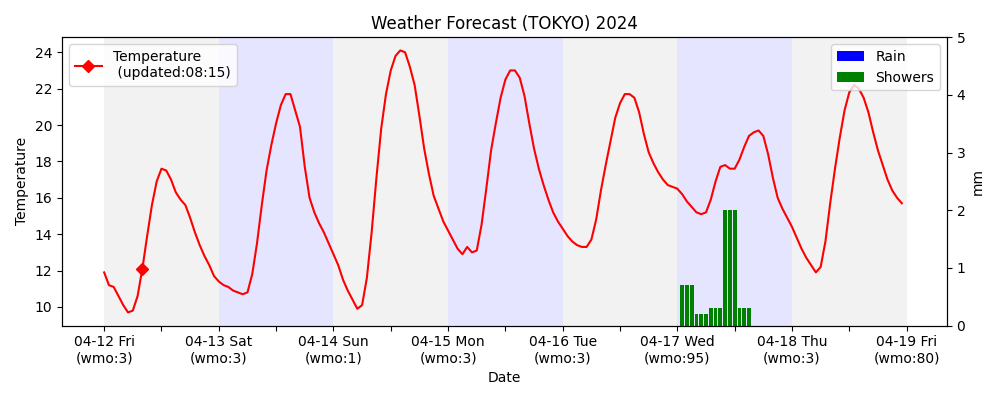 Weather Forecast (TOKYO) 2024
Temperature
(updated:08:15)
Rain
Showers
Temperature
24
22
20
18
16
14
12
10
5
4
3
2
1
0
mm
04-12 Fri
(wmo:3)
04-13 Sat
(wmo:3)
04-14 Sun
(wmo:1)
04-15 Mon
(wmo:3)
04-16 Tue
(wmo:3)
04-17 Wed
(wmo:95)
04-18 Thu
(wmo:3)
04-19 Fri
(wmo:80)
Date